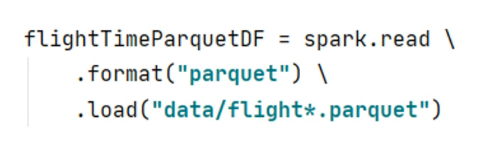 flightTimeParquetDF = spark.read \
    .format("parquet") \
    .load("data/flight*.parquet")